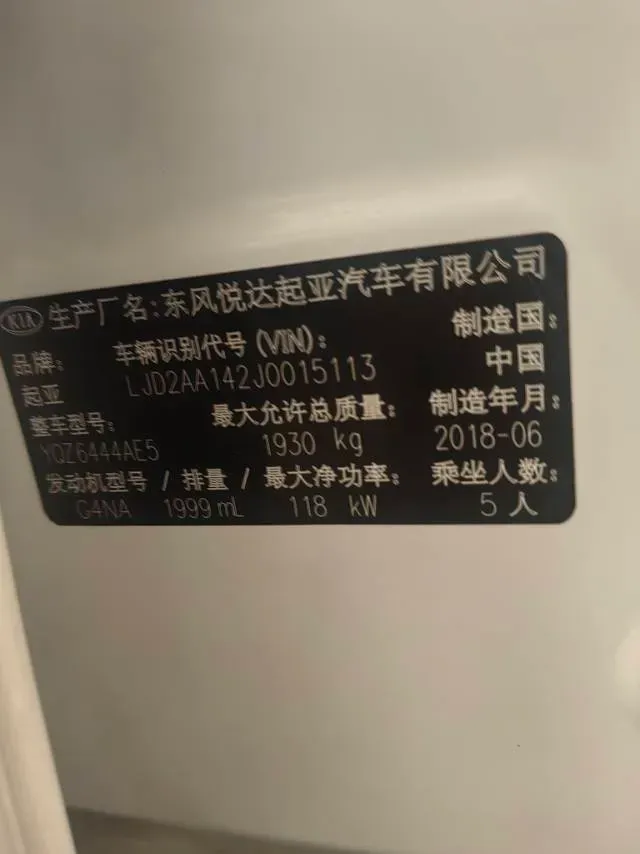 KIA 生产厂名:东风悦达起亚汽车有限公司
品牌: 车辆识别代号(VIN): 制造国:
起亚 LJD2AA142J0015113 中国
整车型号: 最大允许总质量: 制造年月:
YQZ6444AE5 1930 kg 2018-06
发动机型号 / 排量 / 最大净功率: 乘坐人数:
G4NA 1999 mL 118 kW 5 人